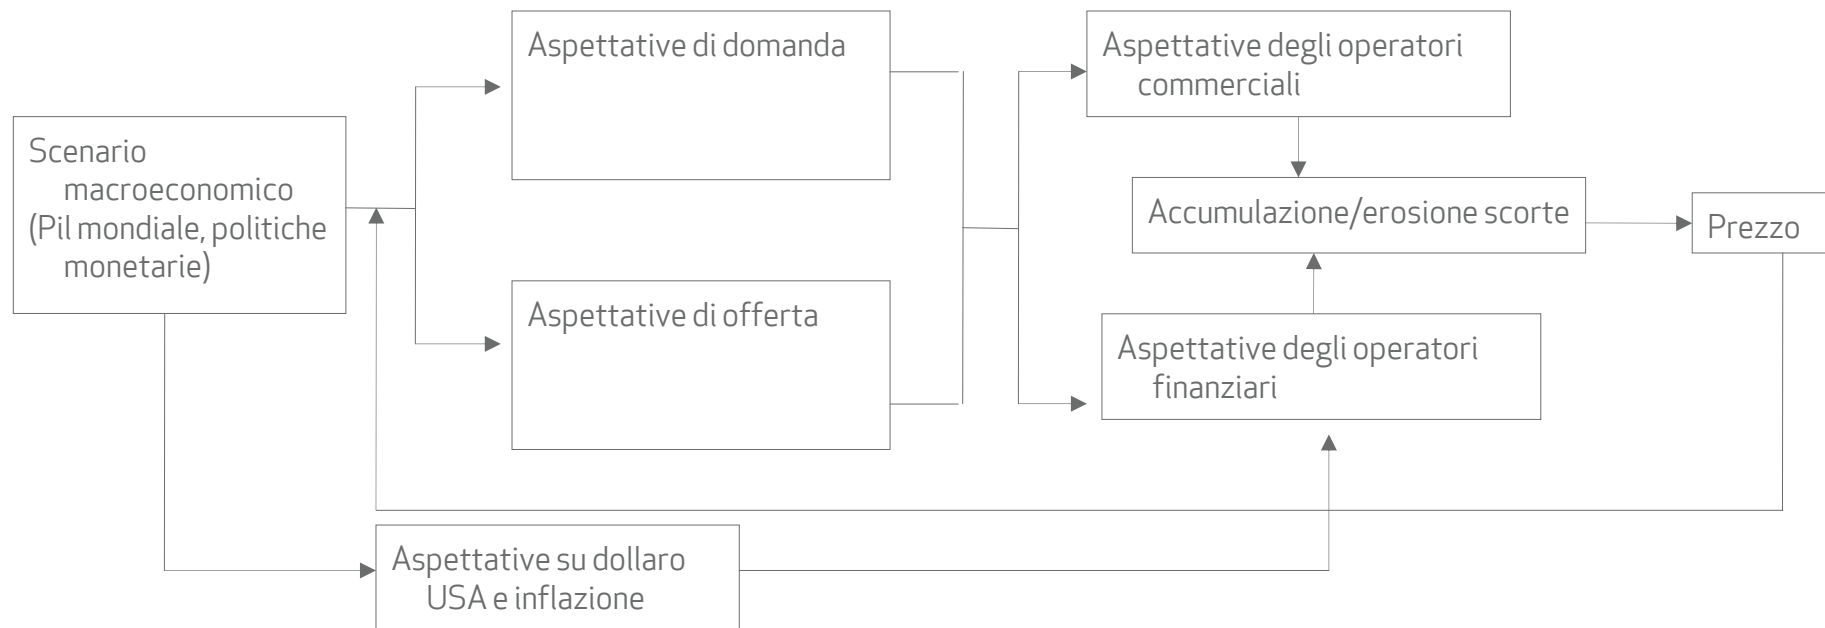 Aspettative di domanda
Aspettative degli operatori
commerciali
Scenario
macroeconomico
(Pil mondiale, politiche
monetarie)
Accumulazione/erosione scorte
Prezzo
Aspettative di offerta
Aspettative degli operatori
finanziari
Aspettative su dollaro
USA e inflazione